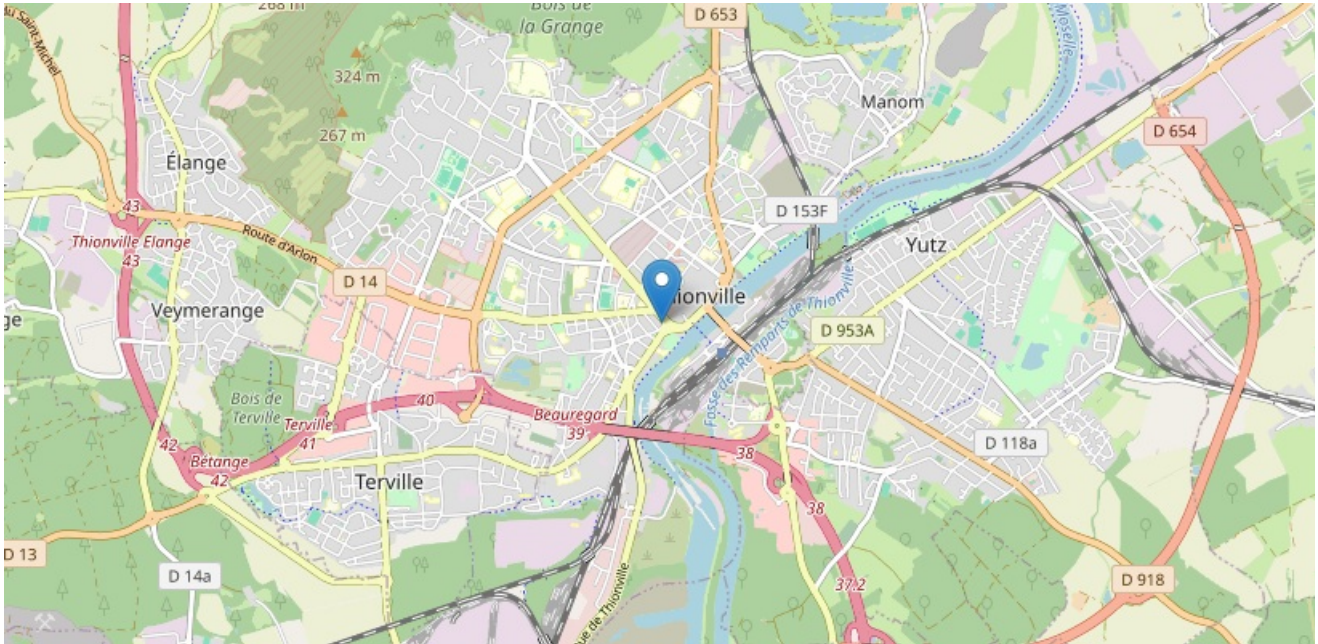 268 m
Bois de
la Grange
D 653
Moselle
324 m
Manom
267 m
Élange
D 654
43
Thionville Elange
43
Route d'Arlon
D 153F
Yutz
D 14
Veymerange
Thionville
Fosse des Remparts de Thionville
D 953A
Bois de
Terville
40
Terville
41
Beauregard
39
42
Bétange
42
38
D 118a
Terville
38
D 13
D 14a
37.2
D 918